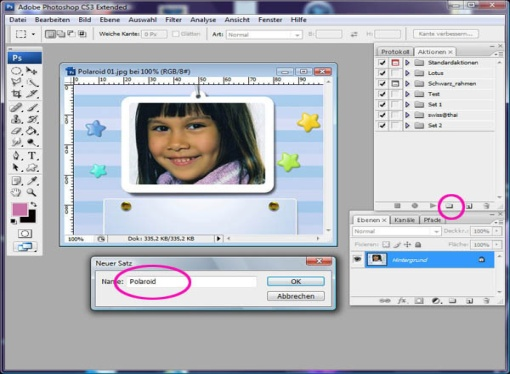 Adobe Photoshop CS3 Extended
Datei Bearbeiten Bild Ebene Auswahl Filter Analyse Ansicht Fenster Hilfe
Weiche Kante: 0 Px Glätten Art: Normal Kante verbessern...
Ps
Polaroid 01.jpg bei 100% (RGB/8#)
100% Dok: 335,2 KB/335,2 KB
Protokoll Aktionen
Standardaktionen
Lotus
Schwarz_rahmen
Test
Set 1
swiss@thai
Set 2
Ebenen Kanäle Pfade
Normal Deckkr.: 100%
Fixieren: Fläche: 100%
Hintergrund
Neuer Satz
Name: Polaroid OK
Abbrechen